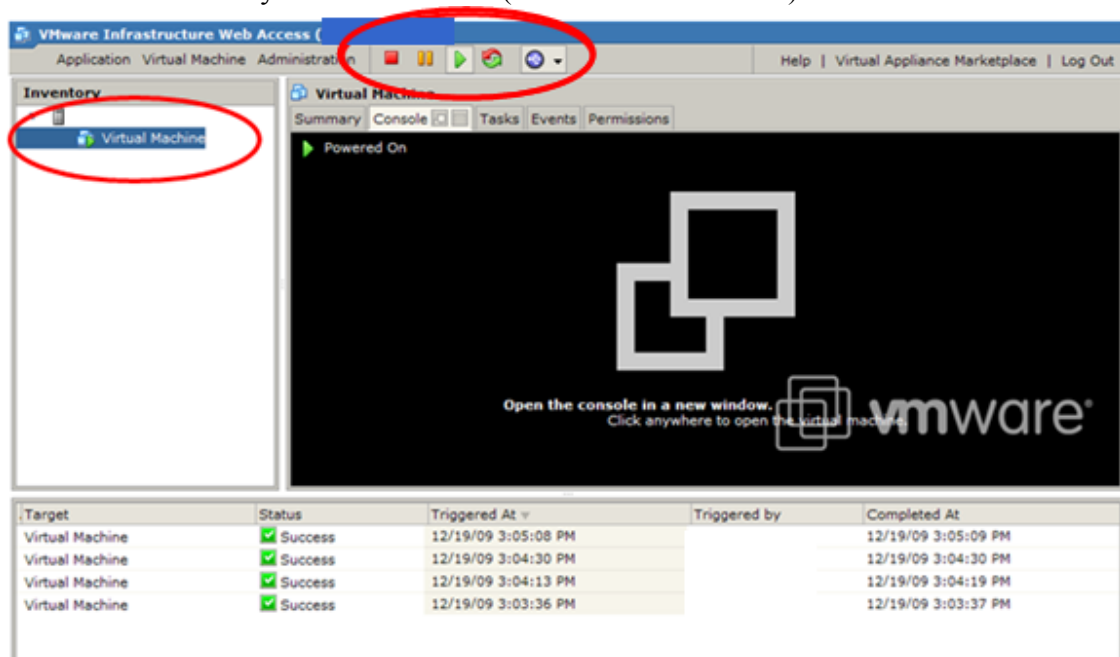 VMware Infrastructure Web Access (
Application Virtual Machine Administration Help | Virtual Appliance Marketplace | Log Out
Inventory
Virtual Machine
Virtual Machine
Summary Console Tasks Events Permissions
Powered On
Open the console in a new window.
Click anywhere to open the virtual machine.
vmware
Target Status Triggered At Triggered by Completed At
Virtual Machine Success 12/19/09 3:05:08 PM 12/19/09 3:05:09 PM
Virtual Machine Success 12/19/09 3:04:30 PM 12/19/09 3:04:30 PM
Virtual Machine Success 12/19/09 3:04:13 PM 12/19/09 3:04:19 PM
Virtual Machine Success 12/19/09 3:03:36 PM 12/19/09 3:03:37 PM